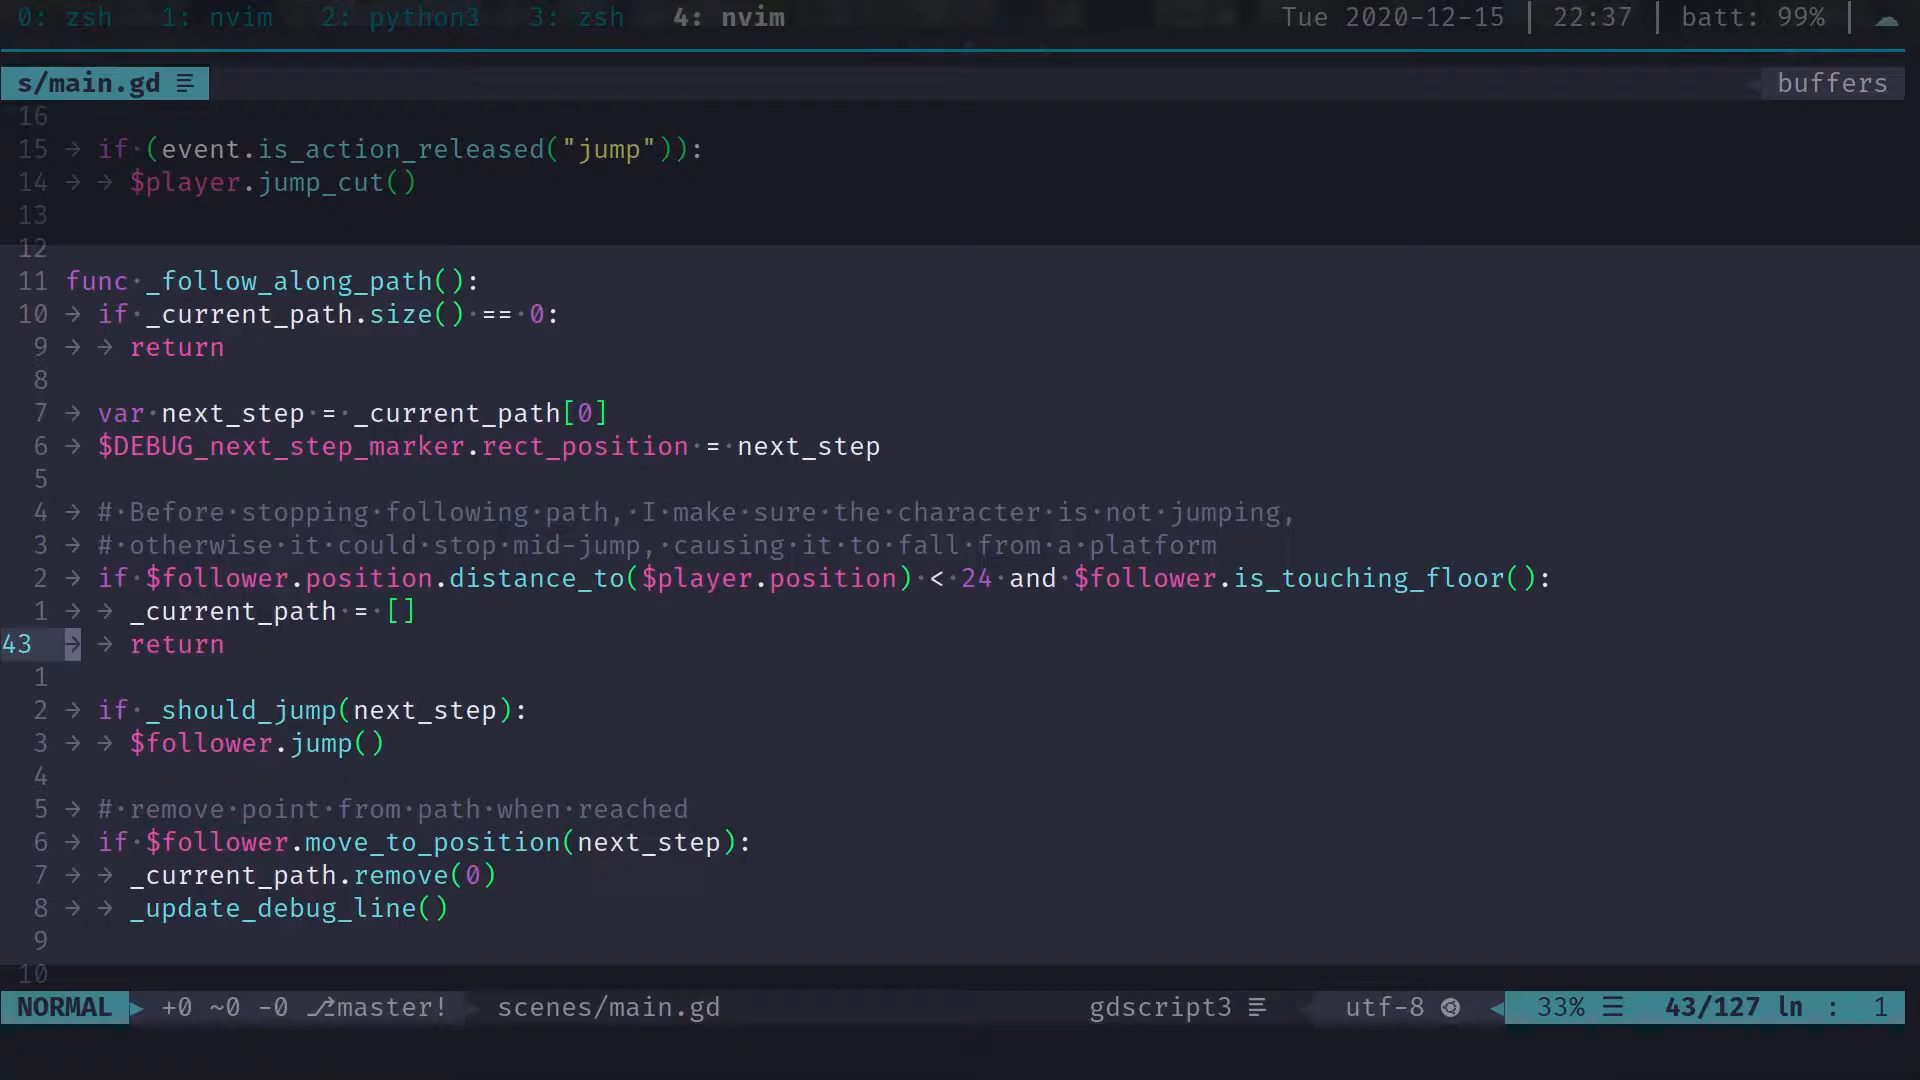 0: zsh 1: nvim 2: python3 3: zsh 4: nvim Tue 2020-12-15 | 22:37 | batt: 99% |
s/main.gd buffers
16
15 if (event.is_action_released("jump")):
14 $player.jump_cut()
13
12
11 func _follow_along_path():
10 if _current_path.size() == 0:
9 return
8
7 var next_step = _current_path[0]
6 $DEBUG_next_step_marker.rect_position = next_step
5
4 # Before stopping following path, I make sure the character is not jumping,
3 # otherwise it could stop mid-jump, causing it to fall from a platform
2 if $follower.position.distance_to($player.position) < 24 and $follower.is_touching_floor():
1 _current_path = []
43 return
1
2 if _should_jump(next_step):
3 $follower.jump()
4
5 # remove point from path when reached
6 if $follower.move_to_position(next_step):
7 _current_path.remove(0)
8 _update_debug_line()
9
10
NORMAL +0 ~0 -0 master! scenes/main.gd gdscript3 utf-8 33% 43/127 ln : 1